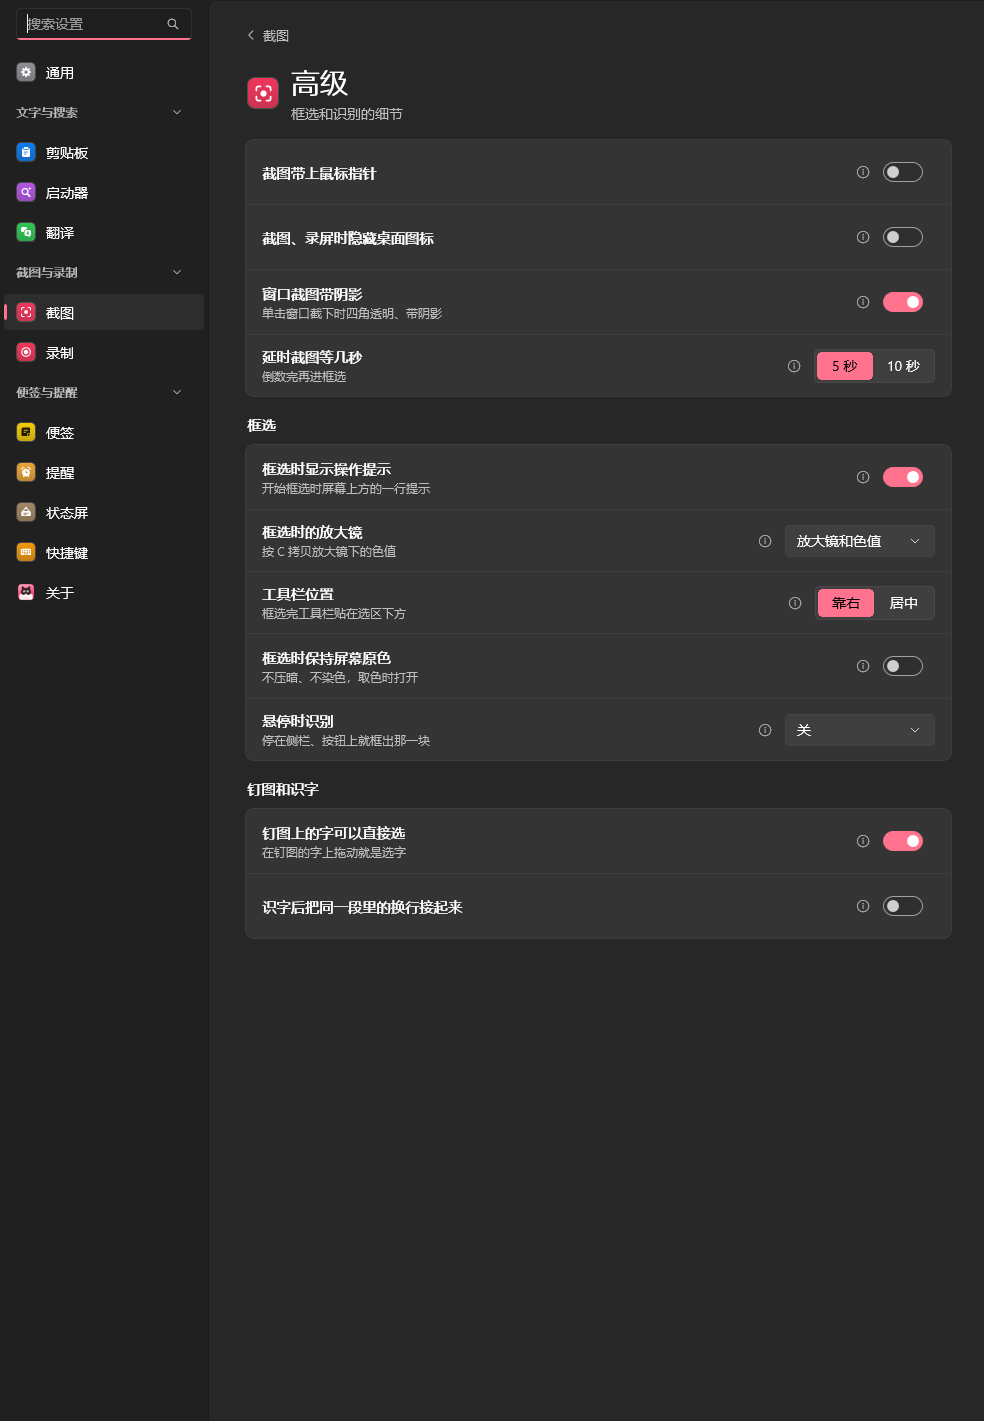 搜索设置
通用
文字与搜索
剪贴板
启动器
翻译
截图与录制
截图
录制
便签与提醒
便签
提醒
状态屏
快捷键
关于
截图
高级
框选和识别的细节
截图带上鼠标指针
截图、录屏时隐藏桌面图标
窗口截图带阴影
单击窗口截下时四角透明、带阴影
延时截图等几秒
倒数完再进框选
5 秒 10 秒
框选
框选时显示操作提示
开始框选时屏幕上方的一行提示
框选时的放大镜
按 C 拷贝放大镜下的色值
放大镜和色值
工具栏位置
框选完工具栏贴在选区下方
靠右 居中
框选时保持屏幕原色
不压暗、不染色，取色时打开
悬停时识别
停在侧栏、按钮上就框出那一块
关
钉图和识字
钉图上的字可以直接选
在钉图的字上拖动就是选字
识字后把同一段里的换行接起来